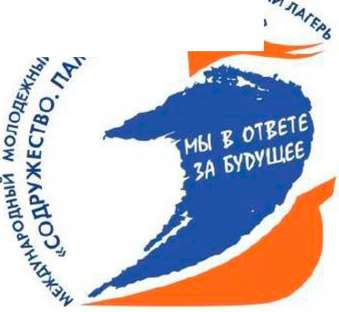 МЕЖДУНАРОДНЫЙ МОЛОДЕЖНЫЙ
ЛАГЕРЬ
«СОДРУЖЕСТВО.
МЫ В ОТВЕТЕ
ЗА БУДУЩЕЕ